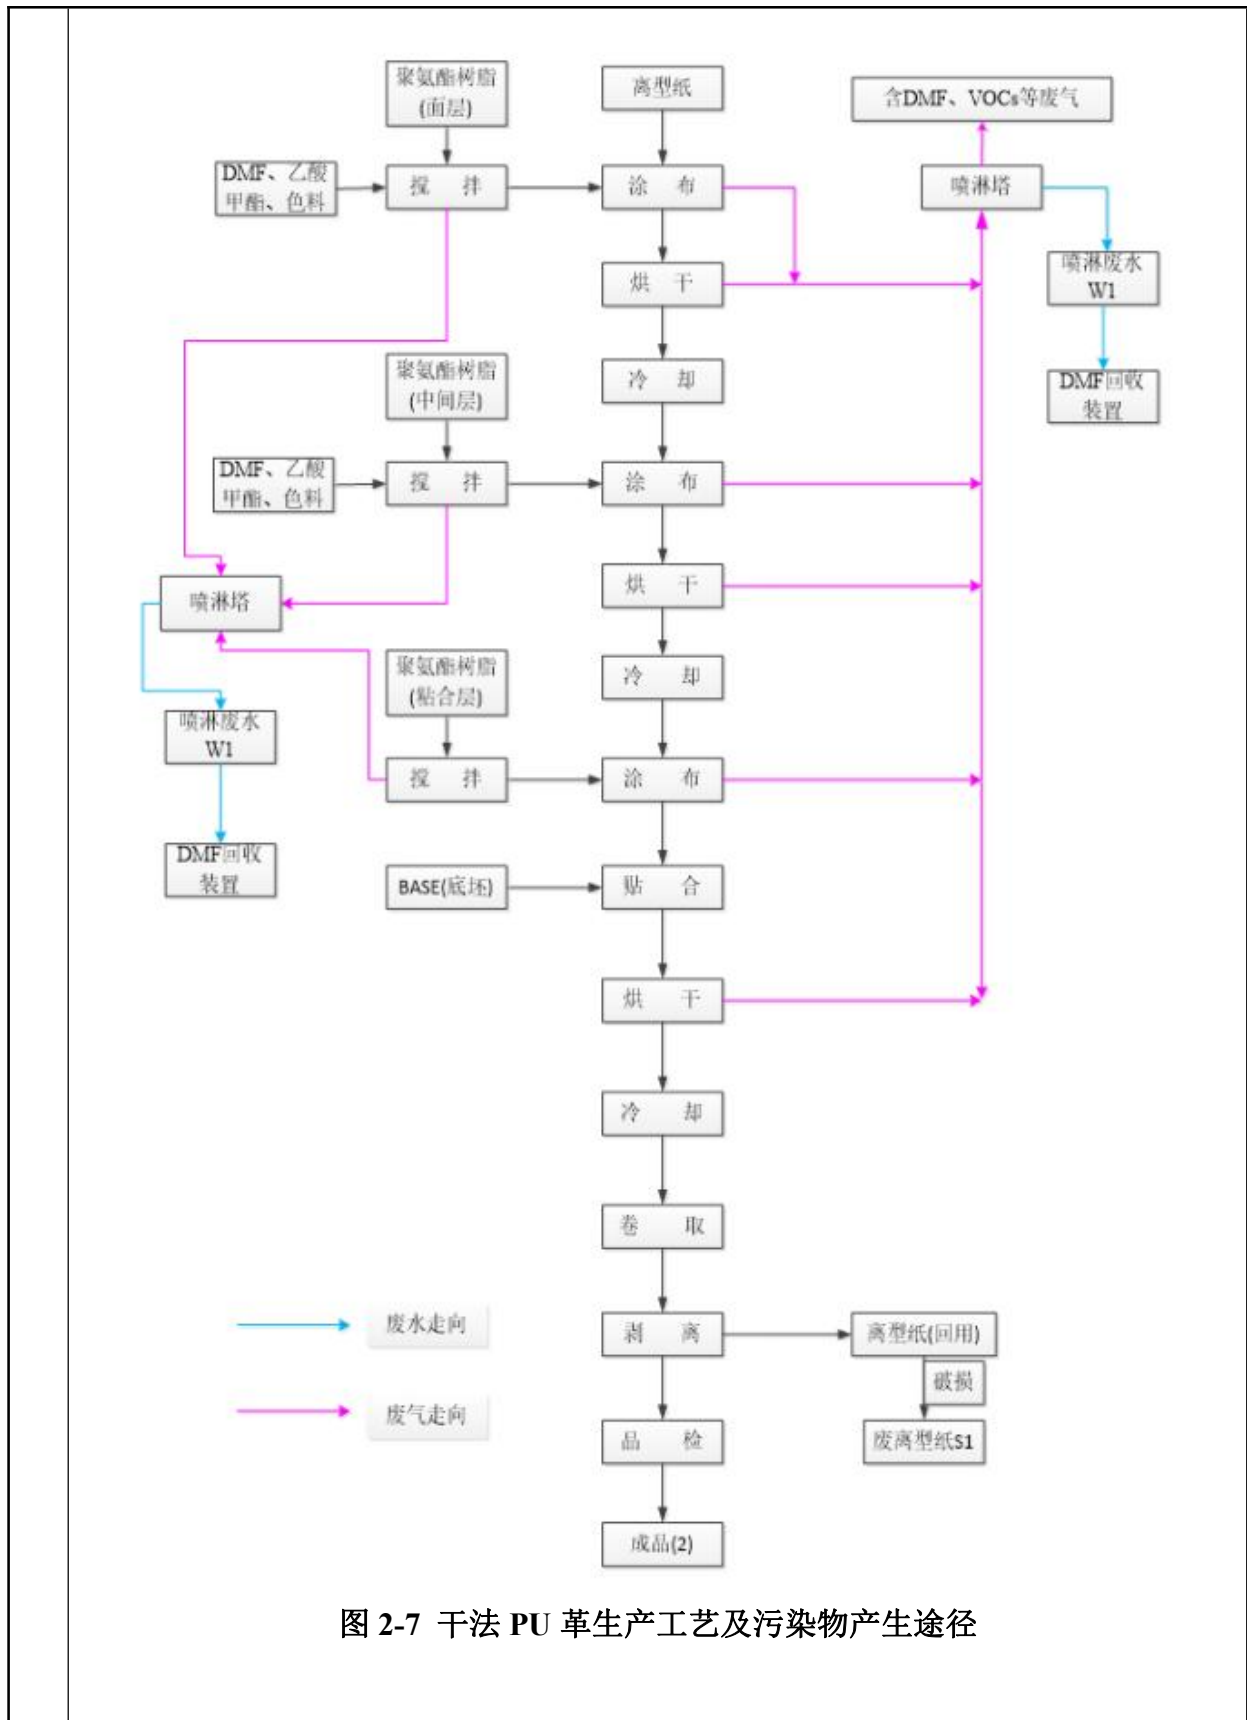 聚氨酯树脂
(面层)
离型纸
含DMF、VOCs等废气
DMF、乙酸
甲酯、色料
搅 拌
涂 布
喷淋塔
烘 干
喷淋废水
W1
聚氨酯树脂
(中间层)
冷 却
DMF回收
装置
DMF、乙酸
甲酯、色料
搅 拌
涂 布
喷淋塔
烘 干
聚氨酯树脂
(粘合层)
冷 却
喷淋废水
W1
搅 拌
涂 布
DMF回收
装置
BASE(底坯)
贴 合
烘 干
冷 却
卷 取
废水走向
剥 离
离型纸(回用)
破损
废气走向
品 检
废离型纸S1
成品(2)
图 2-7 干法 PU 革生产工艺及污染物产生途径